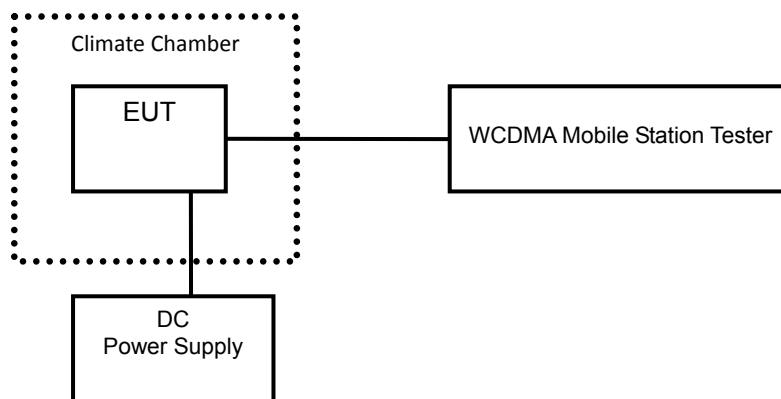 Climate Chamber
EUT
WCDMA Mobile Station Tester
DC
Power Supply